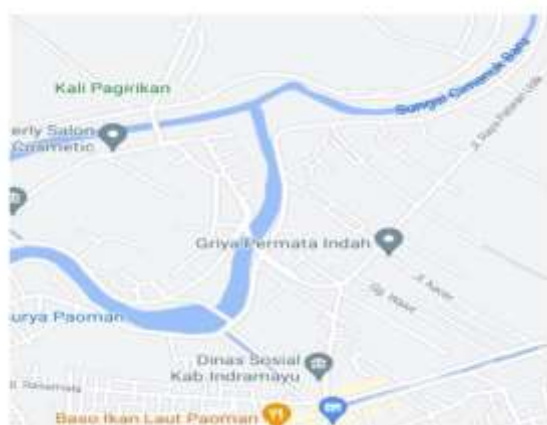 Kali Pagirikan
Sungai Cimanuk Baru
erly Salon
Cosmetic
Griya Permata Indah
urya Paoman
Dinas Sosial
Kab Indramayu
Baso Ikan Laut Paoman